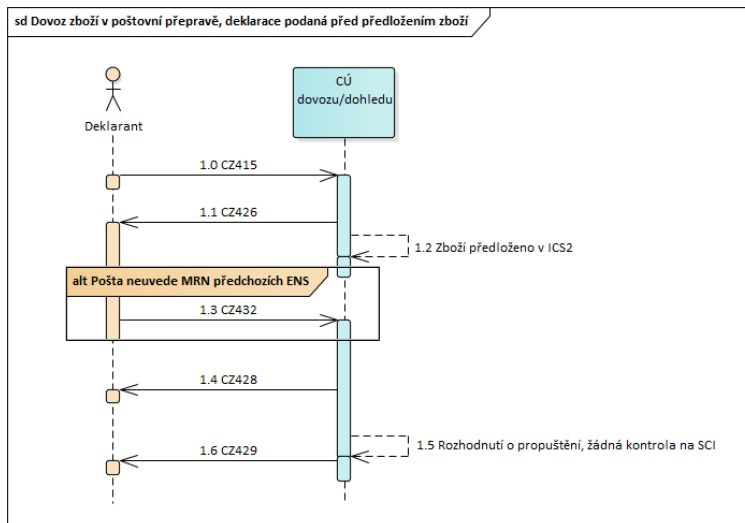 sd Dovoz zboží v poštovní přepravě, deklarace podaná před předložením zboží
CÚ
dovozu/dohledu
Deklarant
1.0 CZ415
1.1 CZ426
1.2 Zboží předloženo v ICS2
alt Pošta neuvede MRN předchozích ENS
1.3 CZ432
1.4 CZ428
1.5 Rozhodnutí o propuštění, žádná kontrola na SCI
1.6 CZ429